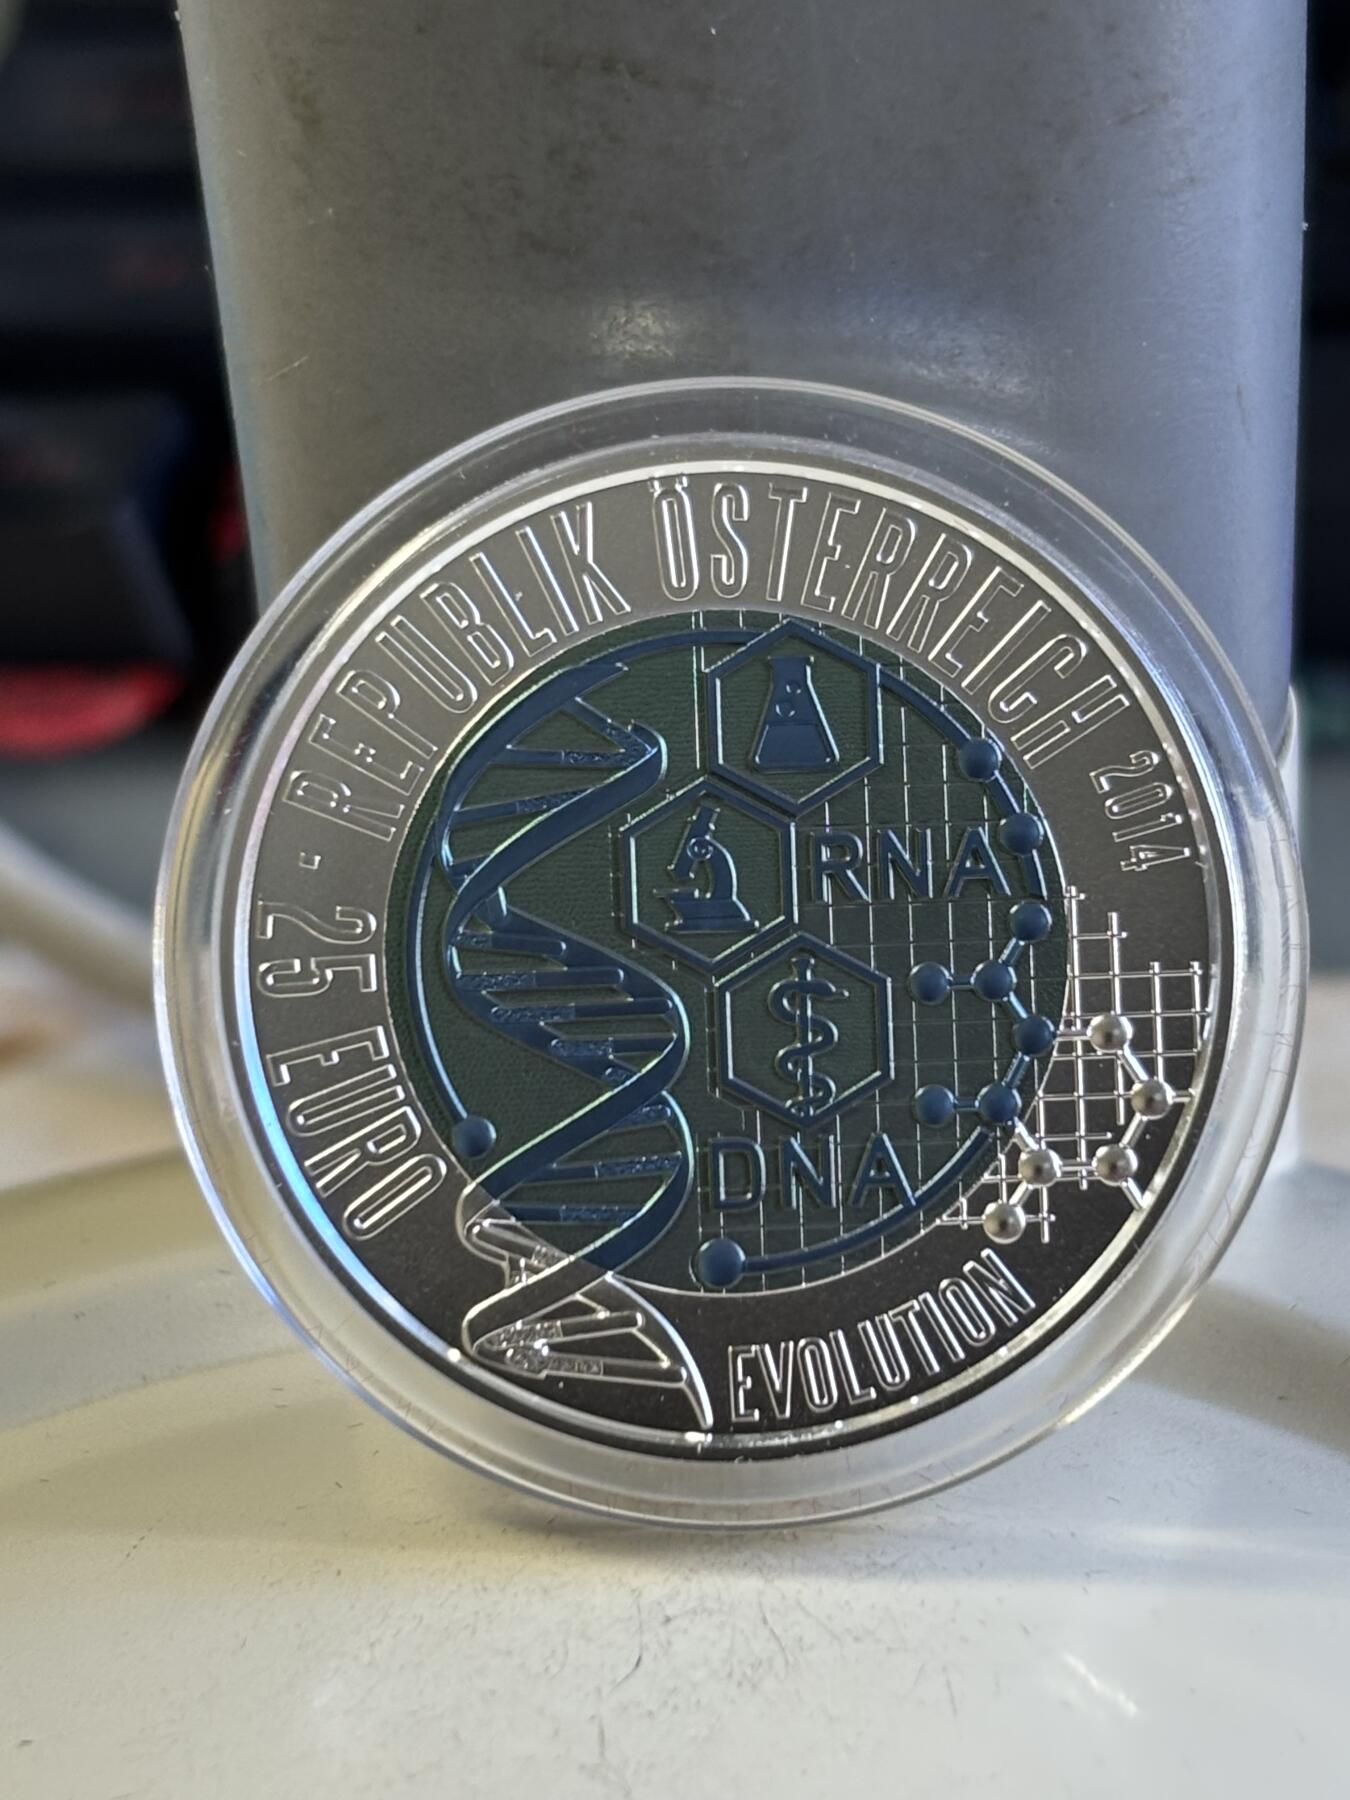 25 EURO · REPUBLIK ÖSTERREICH 2014
RNA
DNA
EVOLUTION